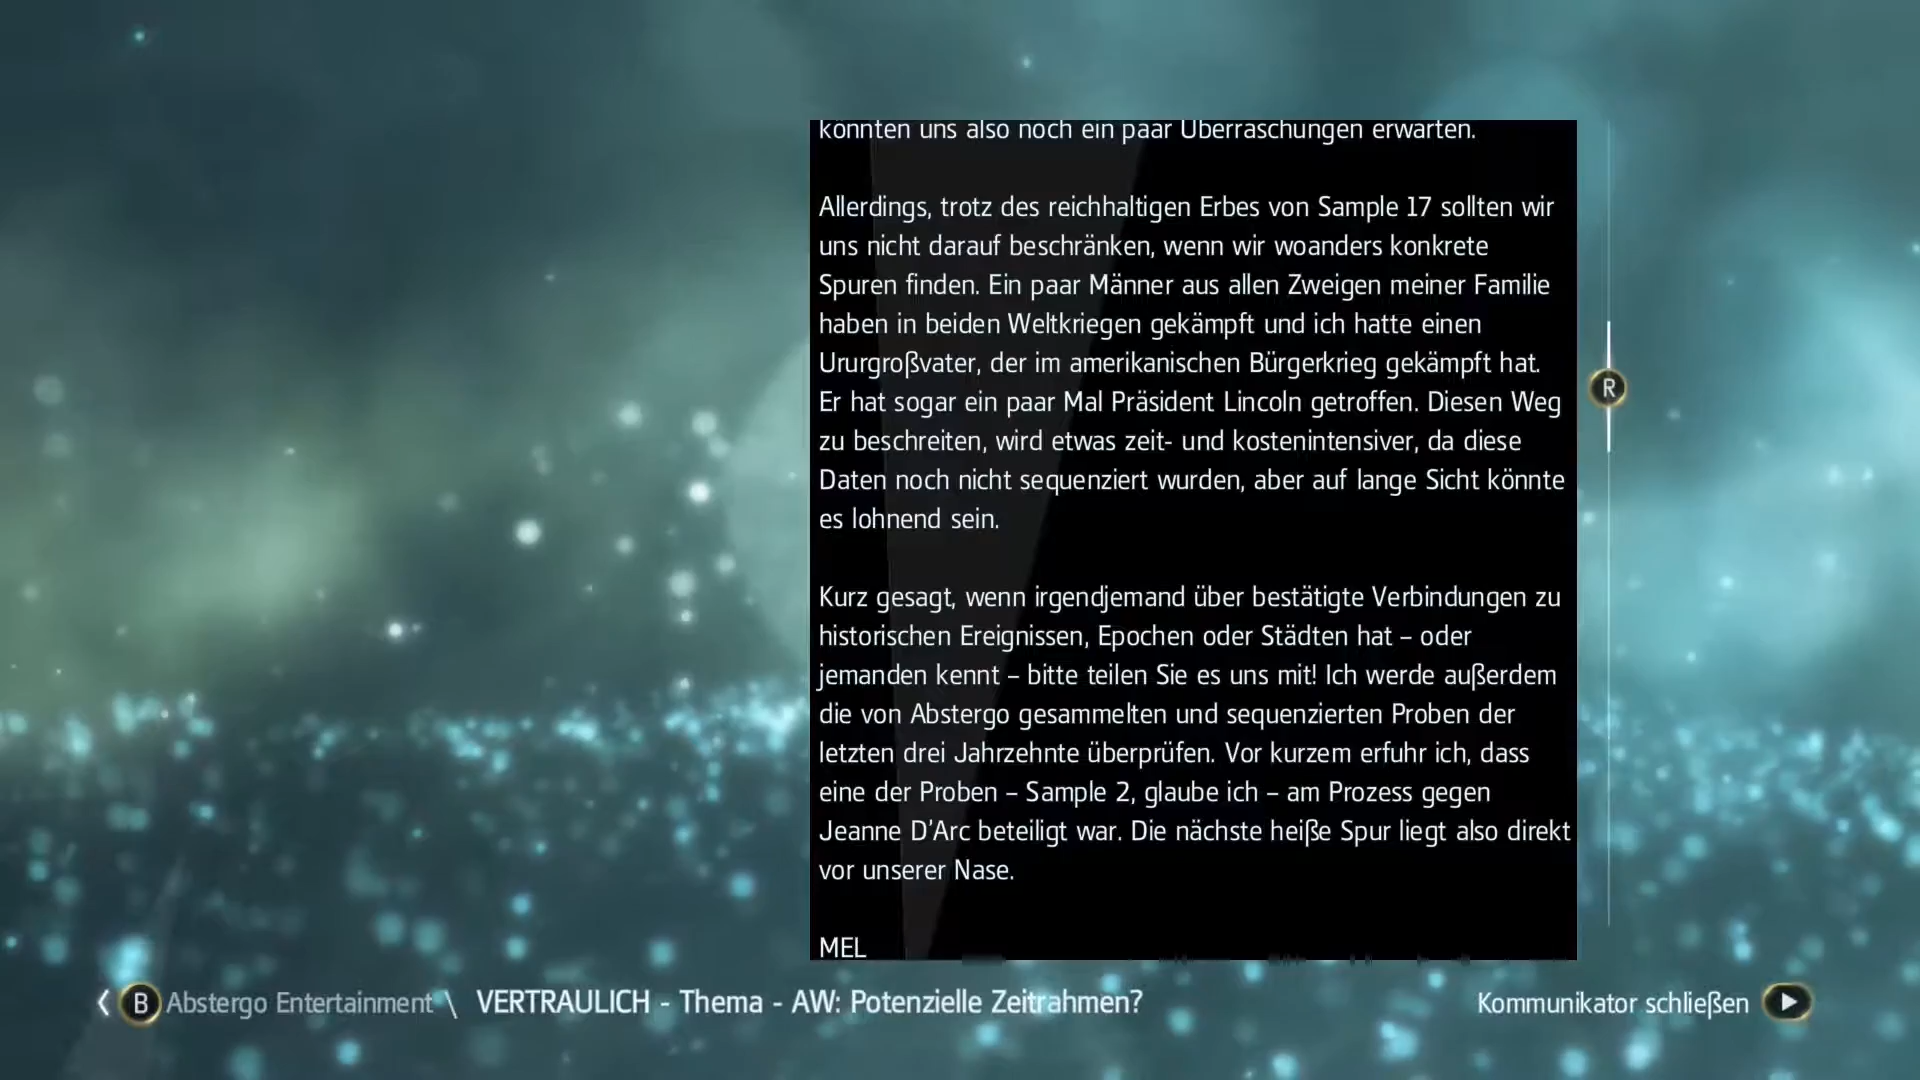 könnten uns also noch ein paar Überraschungen erwarten.
Allerdings, trotz des reichhaltigen Erbes von Sample 17 sollten wir
uns nicht darauf beschränken, wenn wir woanders konkrete
Spuren finden. Ein paar Männer aus allen Zweigen meiner Familie
haben in beiden Weltkriegen gekämpft und ich hatte einen
Ururgroßvater, der im amerikanischen Bürgerkrieg gekämpft hat.
Er hat sogar ein paar Mal Präsident Lincoln getroffen. Diesen Weg
zu beschreiten, wird etwas zeit- und kostenintensiver, da diese
Daten noch nicht sequenziert wurden, aber auf lange Sicht könnte
es lohnend sein.
Kurz gesagt, wenn irgendjemand über bestätigte Verbindungen zu
historischen Ereignissen, Epochen oder Städten hat – oder
jemanden kennt – bitte teilen Sie es uns mit! Ich werde außerdem
die von Abstergo gesammelten und sequenzierten Proben der
letzten drei Jahrzehnte überprüfen. Vor kurzem erfuhr ich, dass
eine der Proben – Sample 2, glaube ich – am Prozess gegen
Jeanne D'Arc beteiligt war. Die nächste heiße Spur liegt also direkt
vor unserer Nase.
MEL
R
B Abstergo Entertainment \ VERTRAULICH - Thema - AW: Potenzielle Zeitrahmen?
Kommunikator schließen